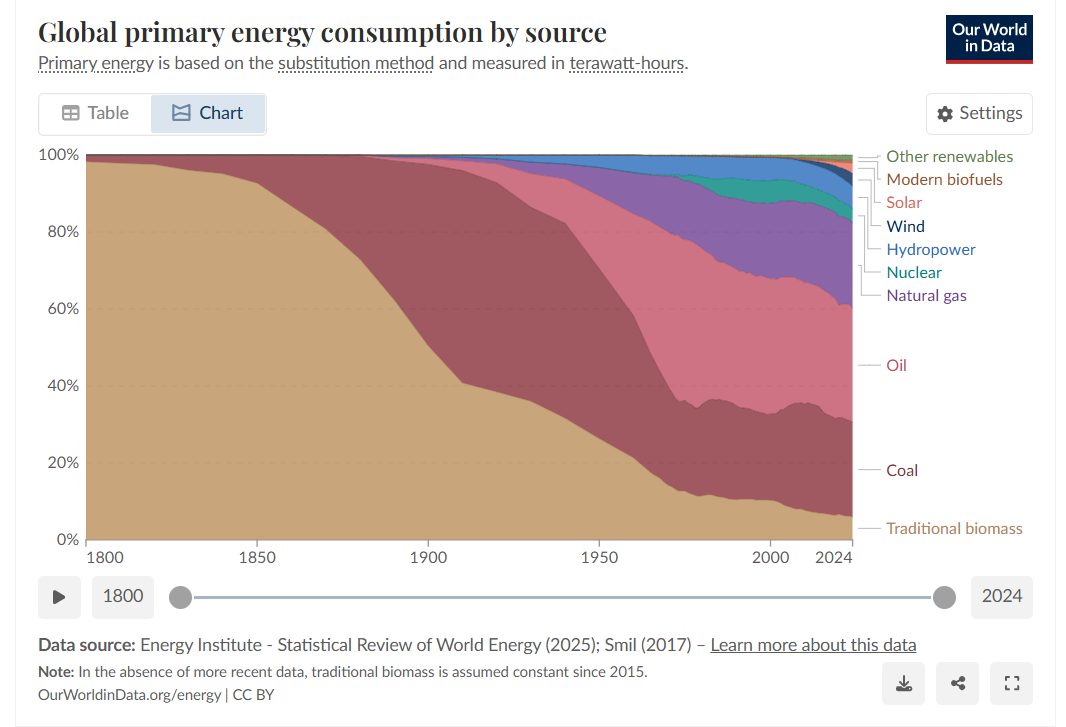 Global primary energy consumption by source
Our World
in Data
Primary energy is based on the substitution method and measured in terawatt-hours.
Table
Chart
Settings
100%
80%
60%
40%
20%
0%
Other renewables
Modern biofuels
Solar
Wind
Hydropower
Nuclear
Natural gas
Oil
Coal
Traditional biomass
1800
1850
1900
1950
2000
2024
1800
2024
Data source: Energy Institute - Statistical Review of World Energy (2025); Smil (2017) – Learn more about this data
Note: In the absence of more recent data, traditional biomass is assumed constant since 2015.
OurWorldinData.org/energy | CC BY